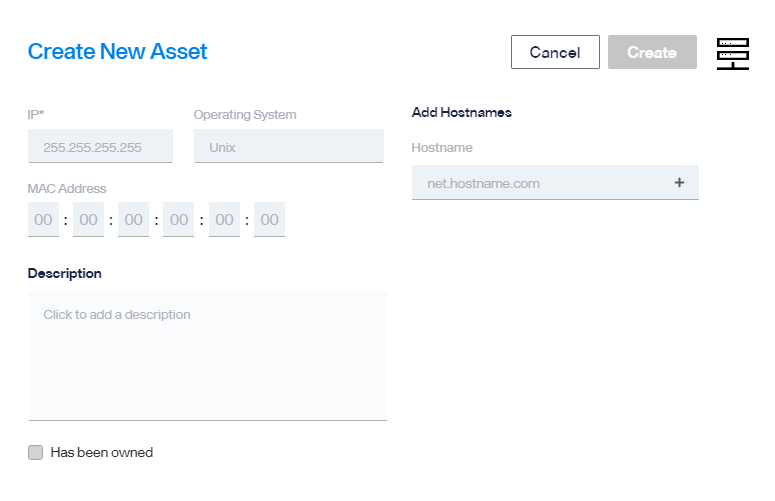 Create New Asset
Cancel
Create
IP*
Operating System
Add Hostnames
255.255.255.255
Unix
Hostname
net.hostname.com +
MAC Address
00 : 00 : 00 : 00 : 00 : 00
Description
Click to add a description
Has been owned